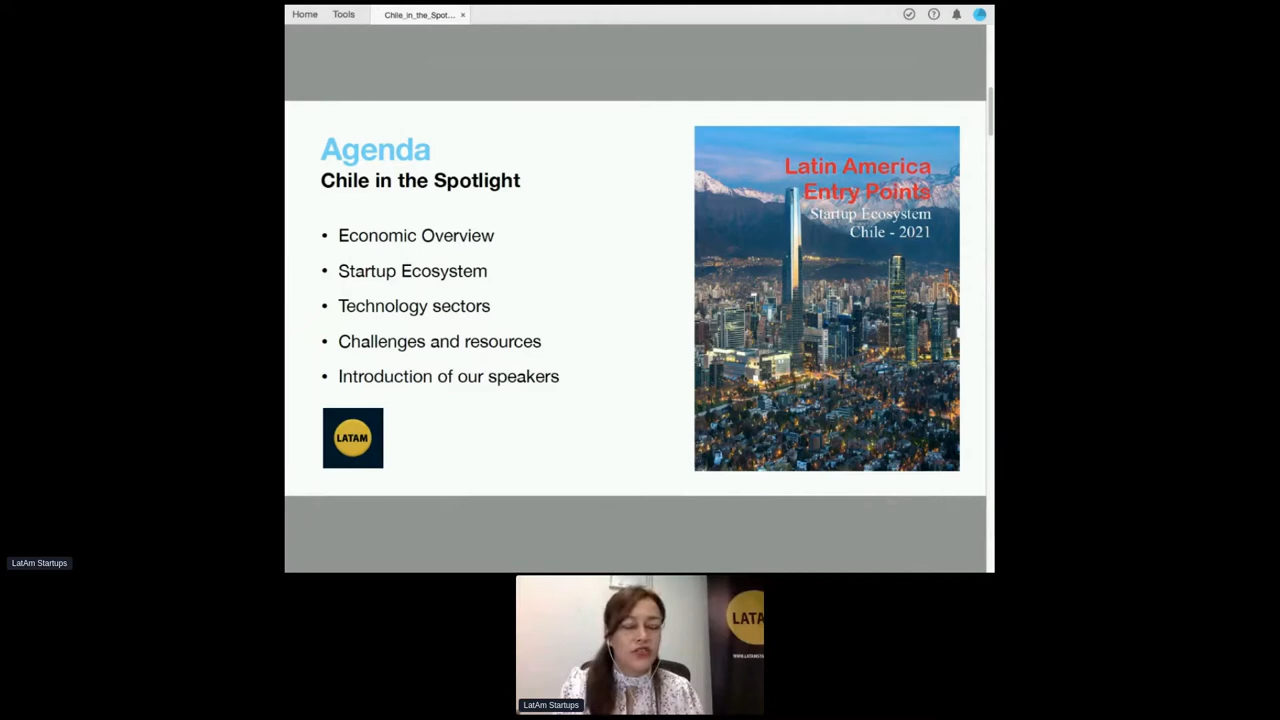 Home Tools Chile_in_the_Spot... ×
Agenda
Chile in the Spotlight
• Economic Overview
• Startup Ecosystem
• Technology sectors
• Challenges and resources
• Introduction of our speakers
LATAM
Latin America
Entry Points
Startup Ecosystem
Chile - 2021
LatAm Startups
LATA
LatAm Startups